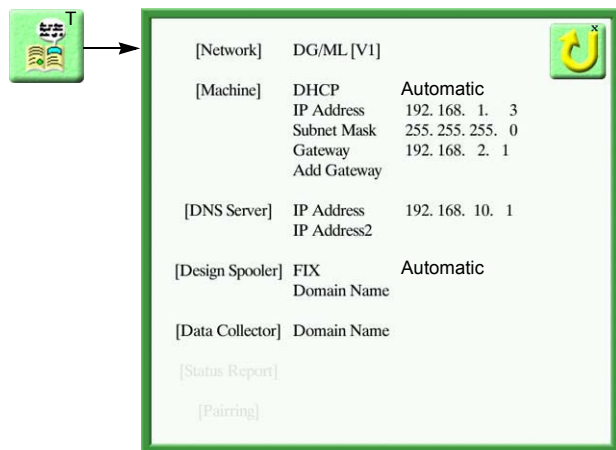 T
x
[Network] DG/ML [V1]
[Machine] DHCP Automatic
IP Address 192. 168. 1. 3
Subnet Mask 255. 255. 255. 0
Gateway 192. 168. 2. 1
Add Gateway
[DNS Server] IP Address 192. 168. 10. 1
IP Address2
[Design Spooler] FIX Automatic
Domain Name
[Data Collector] Domain Name
[Status Report]
[Pairring]